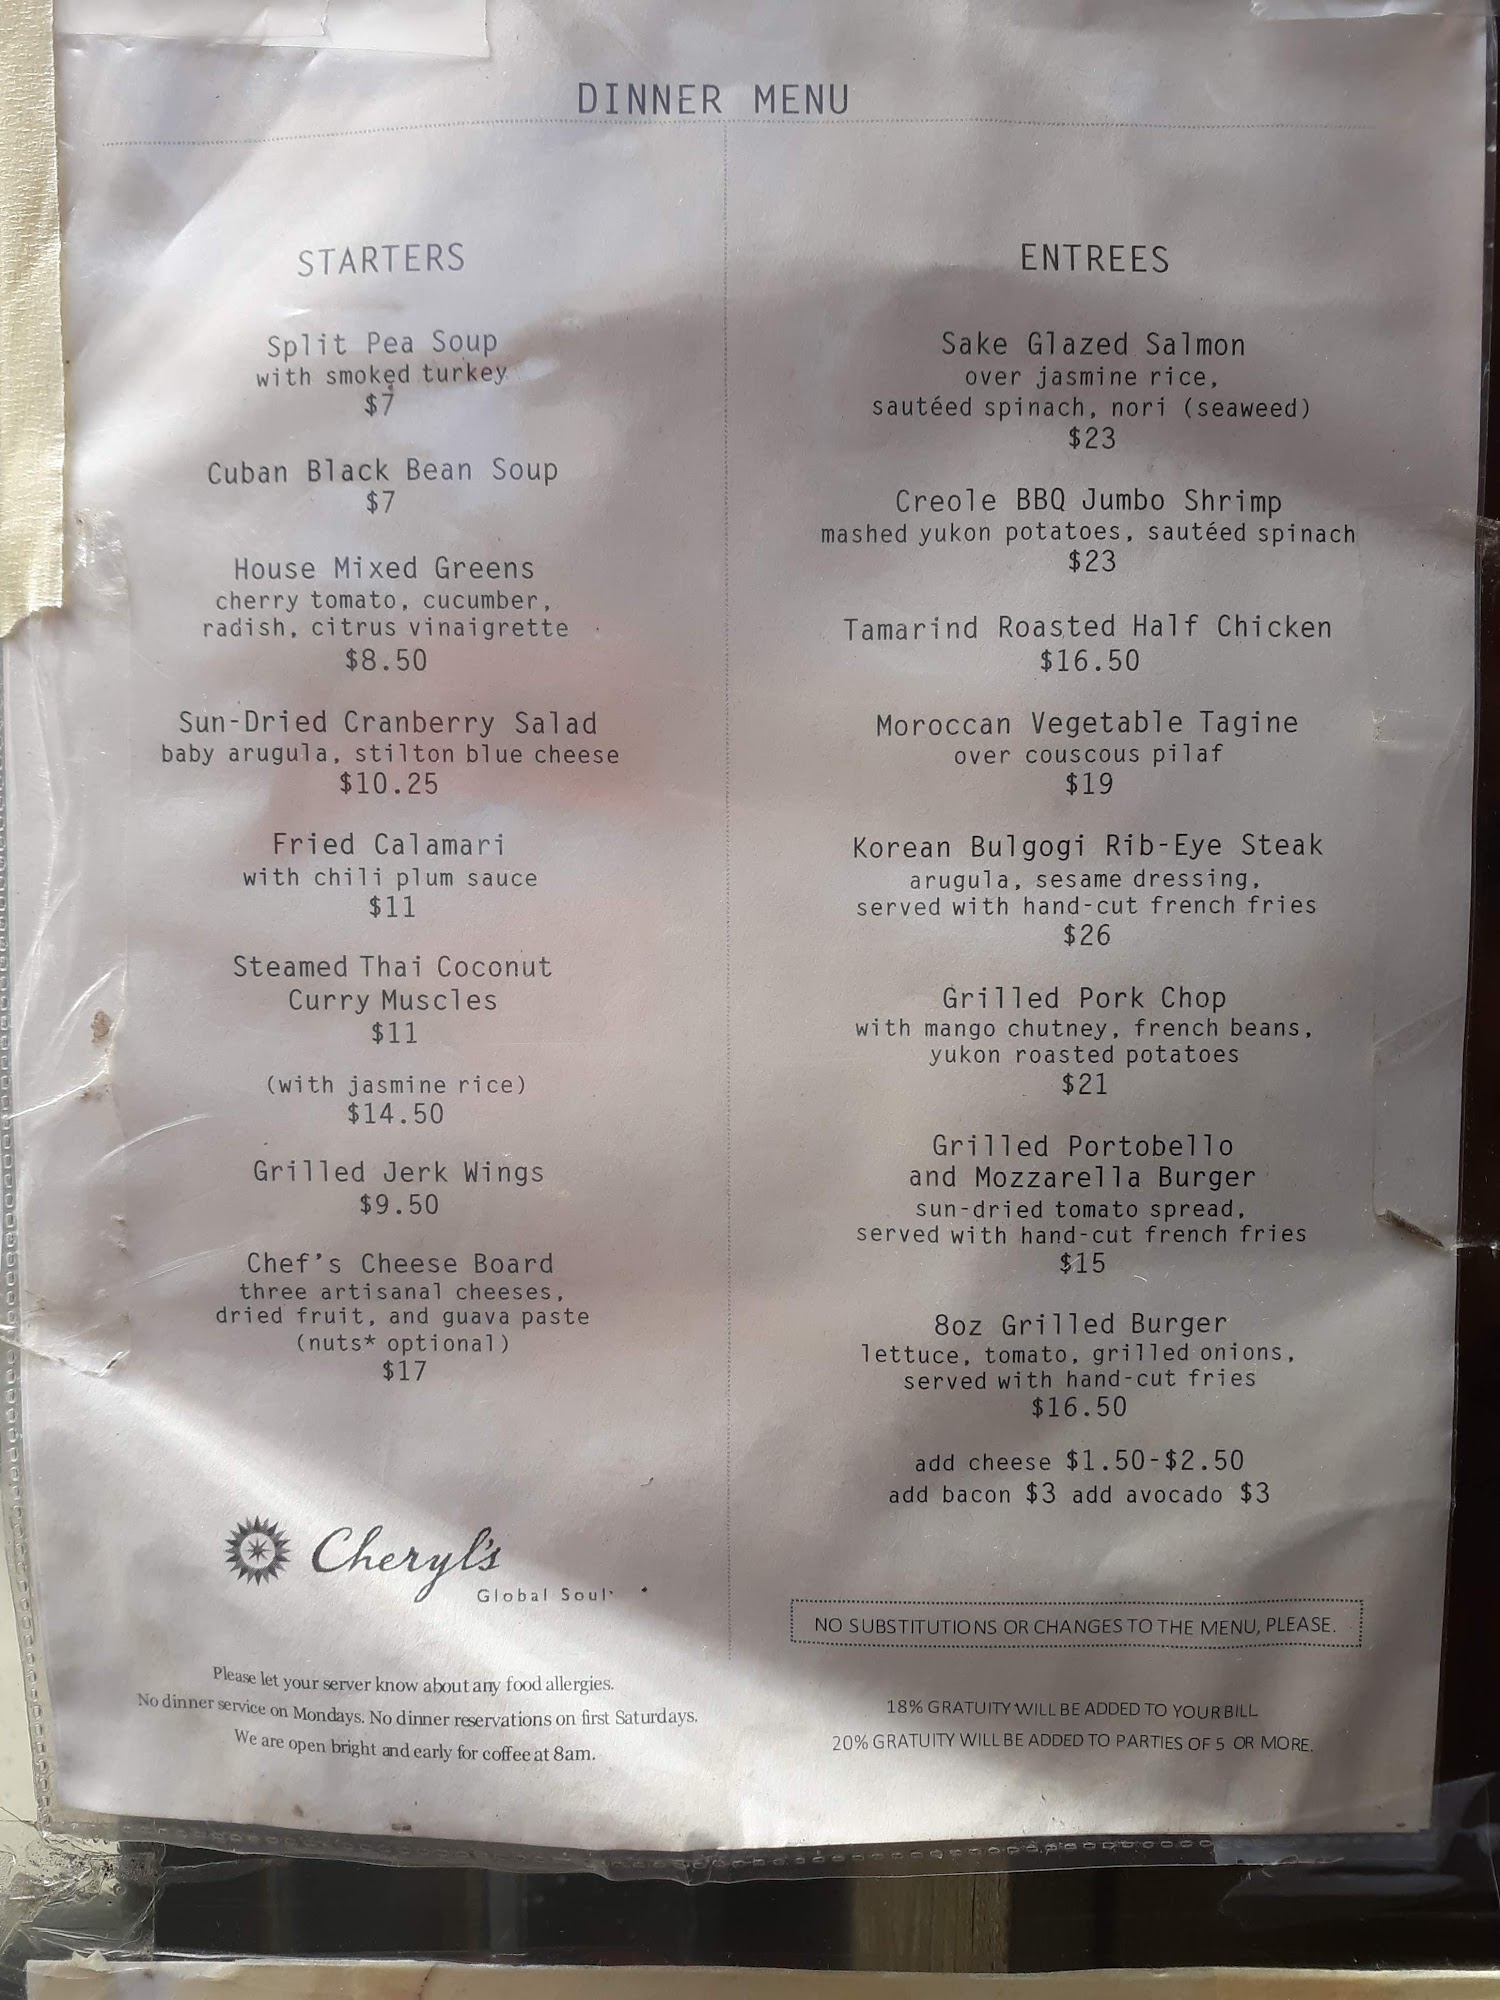 DINNER MENU
STARTERS
Split Pea Soup
with smoked turkey
$7
Cuban Black Bean Soup
$7
House Mixed Greens
cherry tomato, cucumber,
radish, citrus vinaigrette
$8.50
Sun-Dried Cranberry Salad
baby arugula, stilton blue cheese
$10.25
Fried Calamari
with chili plum sauce
$11
Steamed Thai Coconut
Curry Muscles
$11
(with jasmine rice)
$14.50
Grilled Jerk Wings
$9.50
Chef's Cheese Board
three artisanal cheeses,
dried fruit, and guava paste
(nuts* optional)
$17
Cheryl's
Global Soul
Please let your server know about any food allergies.
No dinner service on Mondays. No dinner reservations on first Saturdays.
We are open bright and early for coffee at 8am.
ENTREES
Sake Glazed Salmon
over jasmine rice,
sautéed spinach, nori (seaweed)
$23
Creole BBQ Jumbo Shrimp
mashed yukon potatoes, sautéed spinach
$23
Tamarind Roasted Half Chicken
$16.50
Moroccan Vegetable Tagine
over couscous pilaf
$19
Korean Bulgogi Rib-Eye Steak
arugula, sesame dressing,
served with hand-cut french fries
$26
Grilled Pork Chop
with mango chutney, french beans,
yukon roasted potatoes
$21
Grilled Portobello
and Mozzarella Burger
sun-dried tomato spread,
served with hand-cut french fries
$15
8oz Grilled Burger
lettuce, tomato, grilled onions,
served with hand-cut fries
$16.50
add cheese $1.50-$2.50
add bacon $3 add avocado $3
NO SUBSTITUTIONS OR CHANGES TO THE MENU, PLEASE.
18% GRATUITY WILL BE ADDED TO YOUR BILL
20% GRATUITY WILL BE ADDED TO PARTIES OF 5 OR MORE.